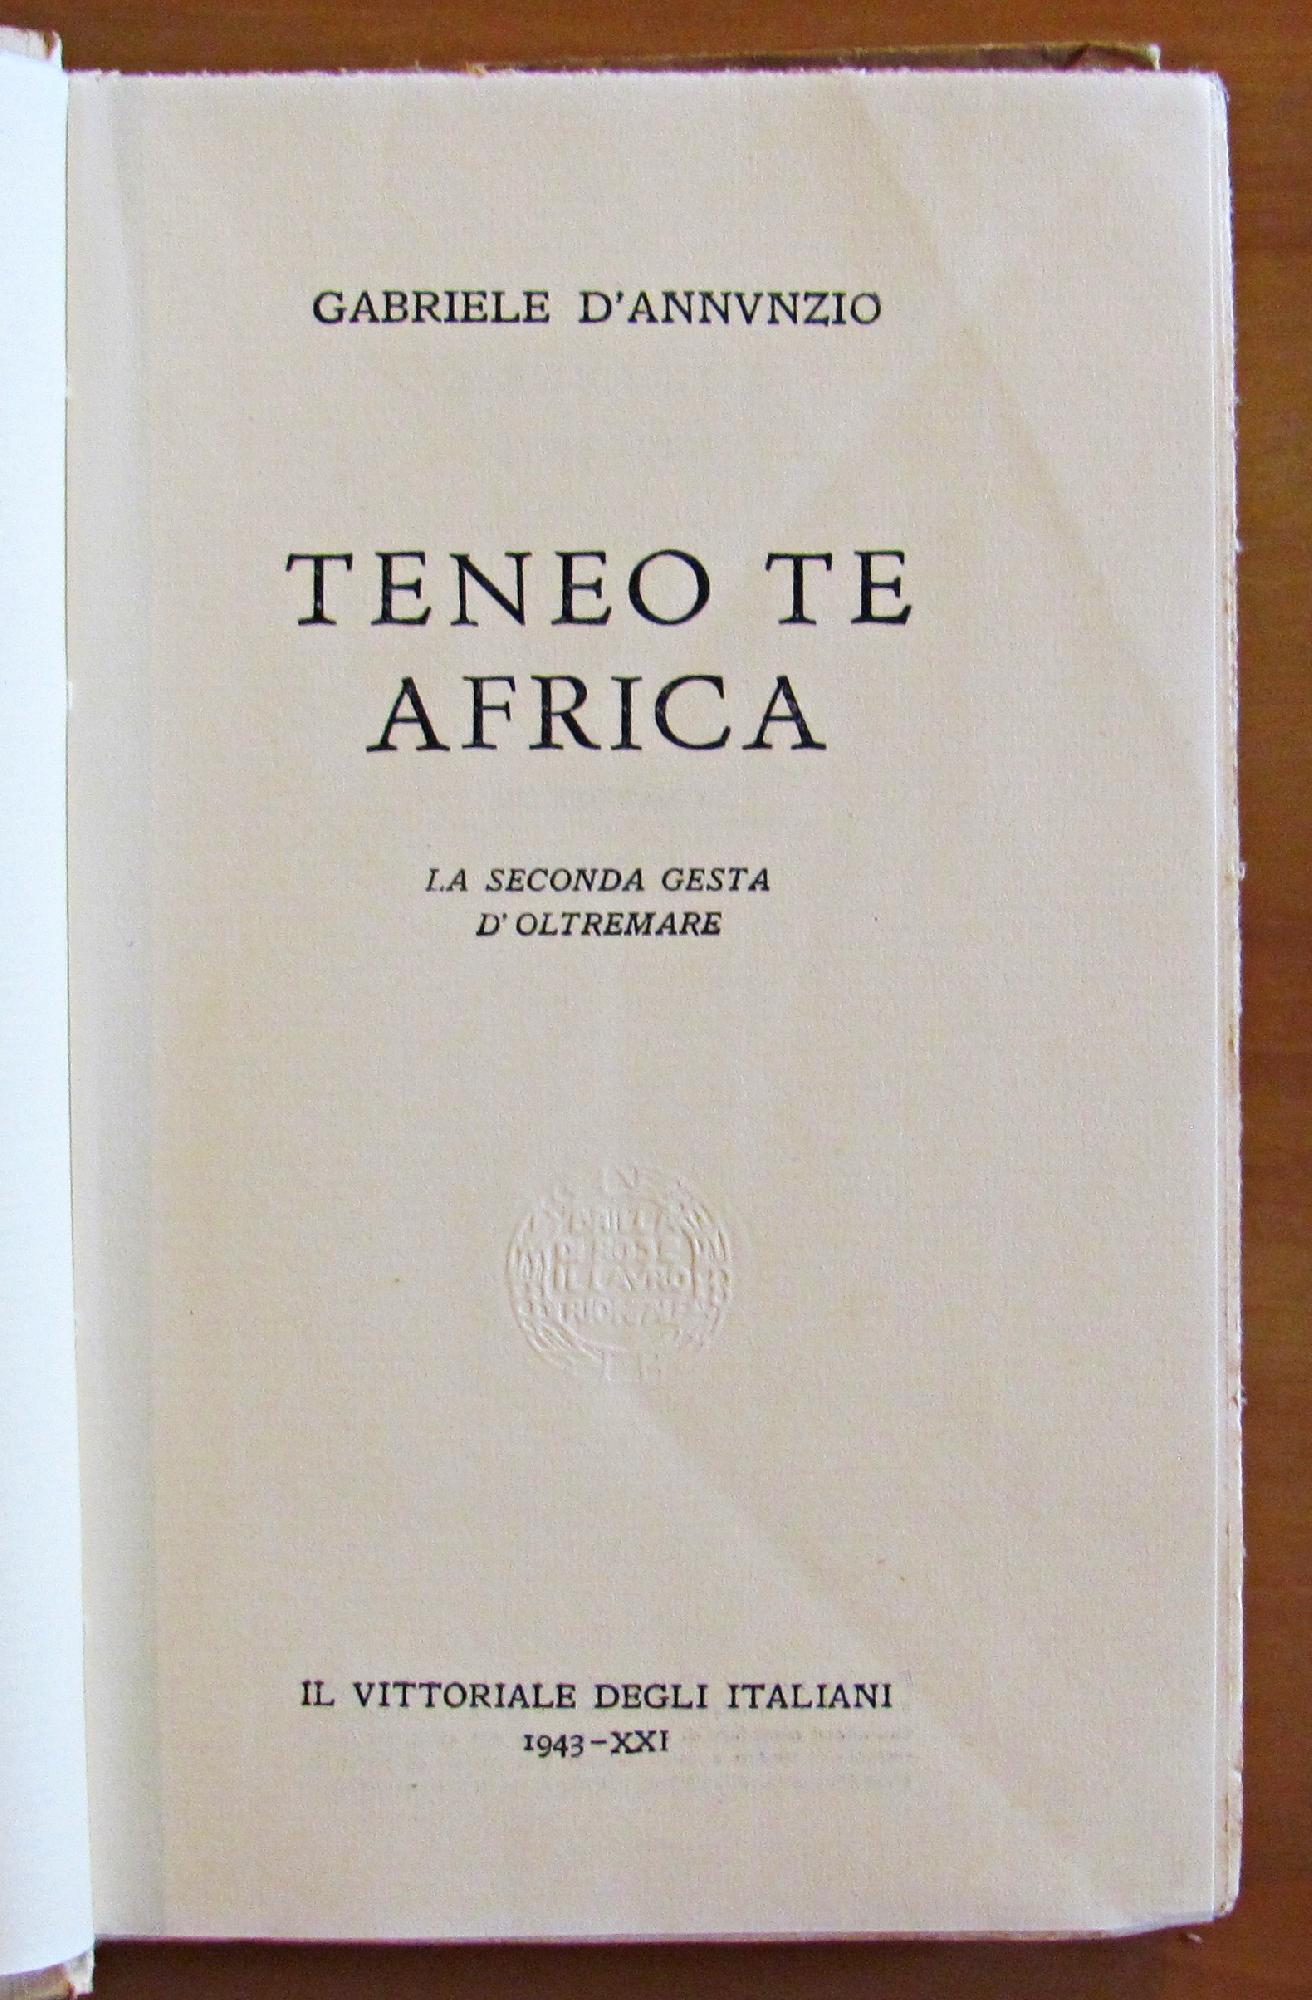 GABRIELE D'ANNVNZIO
TENEO TE
AFRICA
LA SECONDA GESTA
D'OLTREMARE
IL VITTORIALE DEGLI ITALIANI
1943-XXI